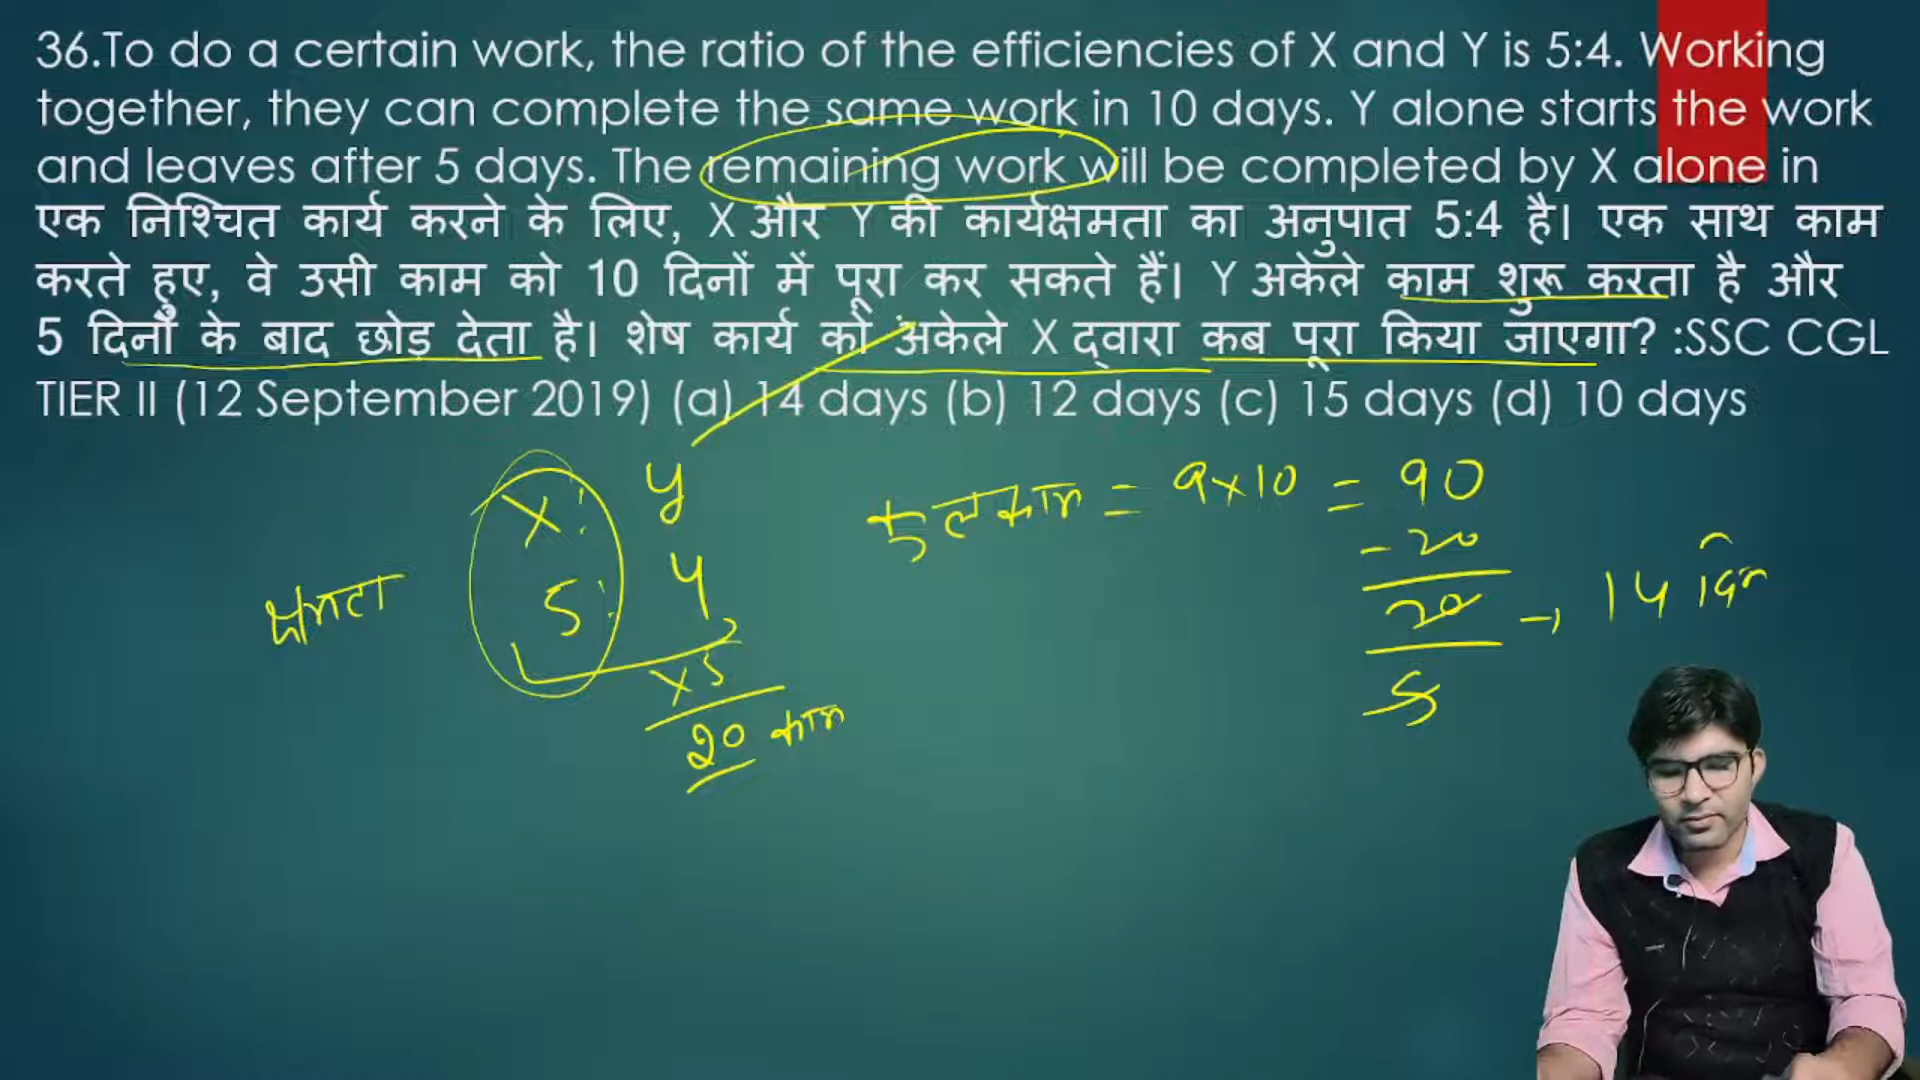 36.To do a certain work, the ratio of the efficiencies of X and Y is 5:4. Working
together, they can complete the same work in 10 days. Y alone starts the work
and leaves after 5 days. The remaining work will be completed by X alone in
एक निश्चित कार्य करने के लिए, X और Y की कार्यक्षमता का अनुपात 5:4 है। एक साथ काम
करते हुए, वे उसी काम को 10 दिनों में पूरा कर सकते हैं। Y अकेले काम शुरू करता है और
5 दिनों के बाद छोड़ देता है। शेष कार्य को अकेले X द्वारा कब पूरा किया जाएगा? :SSC CGL
TIER II (12 September 2019) (a) 14 days (b) 12 days (c) 15 days (d) 10 days
X : Y
क्षमता 5 : 4
x5
20 काम
कुल काम = 9x10 = 90
- 20
5
→ 14 दिन